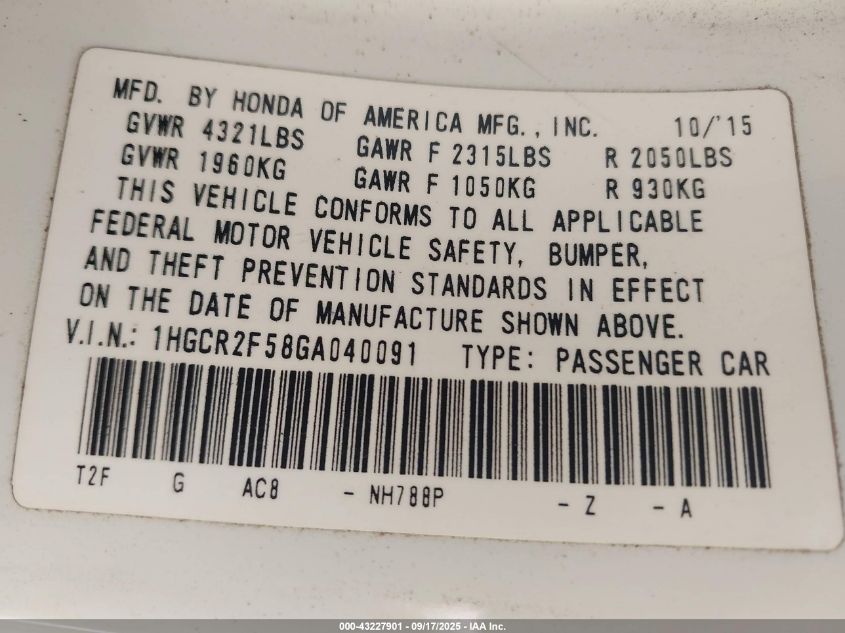 MFD. BY HONDA OF AMERICA MFG., INC. 10/'15
GVWR 4321LBS GAWR F 2315LBS R 2050LBS
GVWR 1960KG GAWR F 1050KG R 930KG
THIS VEHICLE CONFORMS TO ALL APPLICABLE
FEDERAL MOTOR VEHICLE SAFETY, BUMPER,
AND THEFT PREVENTION STANDARDS IN EFFECT
ON THE DATE OF MANUFACTURE SHOWN ABOVE.
V.I.N.: 1HGCR2F58GA040091 TYPE: PASSENGER CAR
T2F G AC8 - NH788P - Z - A
000-43227901 - 09/17/2025 - IAA Inc.